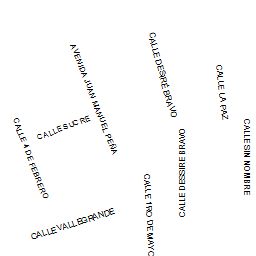 AVENIDA JUAN MANUEL PEÑA
CALLE DESIRÉ BRAVO
CALLE LA PAZ
CALLE SUCRE
CALLE 4 DE FEBRERO
CALLE DESSIRE BRAVO
CALLE SIN NOMBRE
CALLE 1RO DE MAYO
CALLE VALLEGRANDE